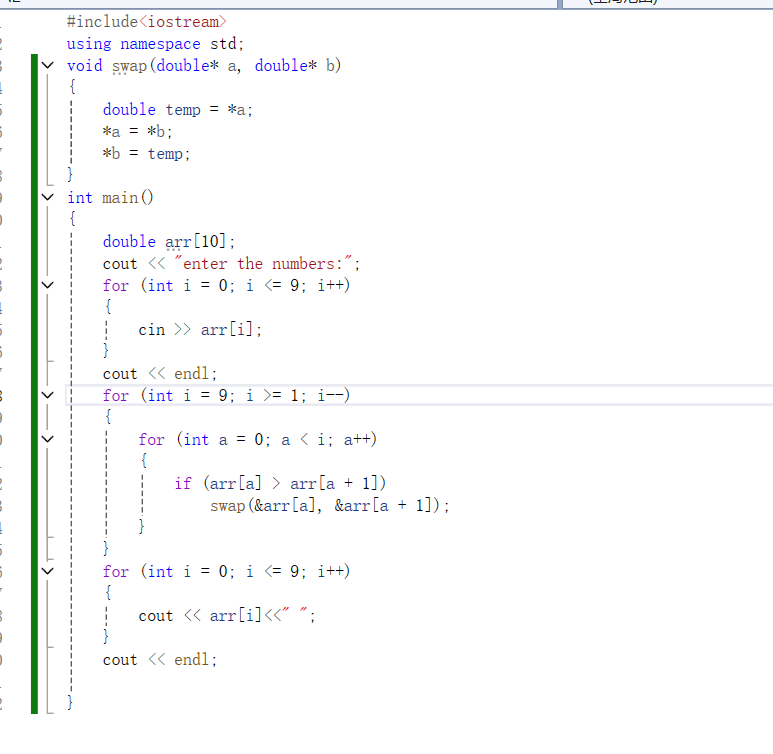 #include<iostream>
using namespace std;
void swap(double* a, double* b)
{
    double temp = *a;
    *a = *b;
    *b = temp;
}
int main()
{
    double arr[10];
    cout << "enter the numbers:";
    for (int i = 0; i <= 9; i++)
    {
        cin >> arr[i];
    }
    cout << endl;
    for (int i = 9; i >= 1; i--)
    {
        for (int a = 0; a < i; a++)
        {
            if (arr[a] > arr[a + 1])
                swap(&arr[a], &arr[a + 1]);
        }
    }
    for (int i = 0; i <= 9; i++)
    {
        cout << arr[i]<<" ";
    }
    cout << endl;
}